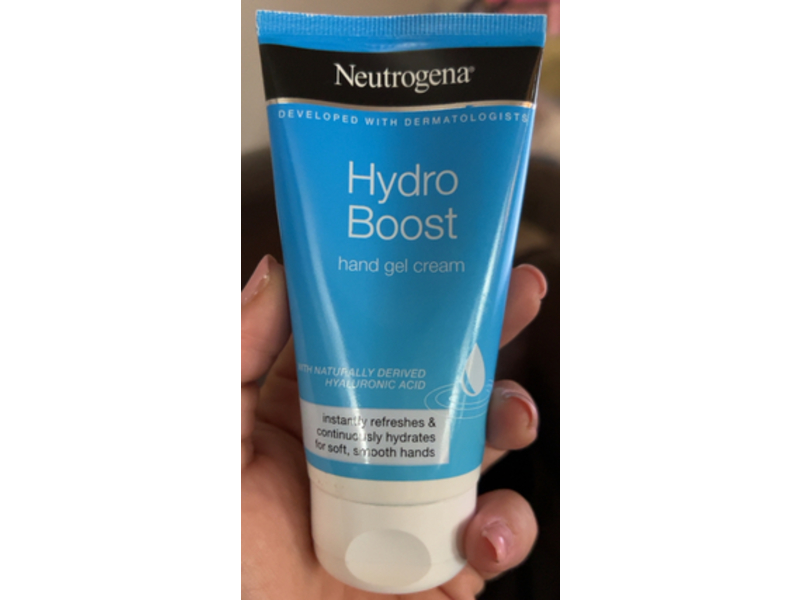 Neutrogena®
DEVELOPED WITH DERMATOLOGISTS
Hydro
Boost
hand gel cream
WITH NATURALLY DERIVED
HYALURONIC ACID
instantly refreshes &
continuously hydrates
for soft, smooth hands